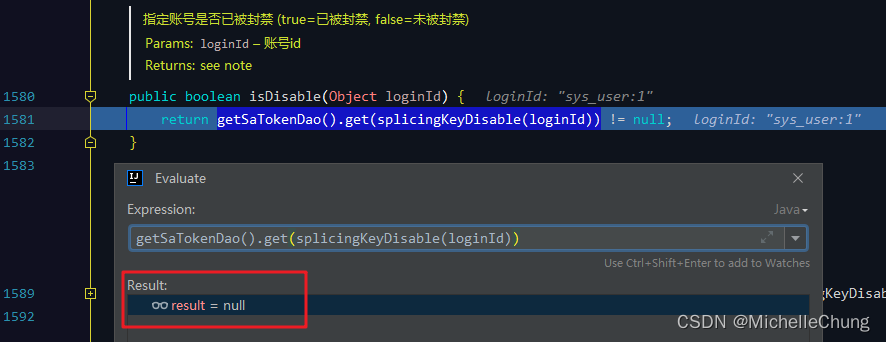 指定账号是否已被封禁 (true=已被封禁, false=未被封禁)
Params: loginId – 账号id
Returns: see note
1580 public boolean isDisable(Object loginId) { loginId: "sys_user:1"
1581 return getSaTokenDao().get(splicingKeyDisable(loginId)) != null; loginId: "sys_user:1"
1582 }
1583
Evaluate
Expression:
Java
getSaTokenDao().get(splicingKeyDisable(loginId))
Use Ctrl+Shift+Enter to add to Watches
Result:
1589
result = null
1592
CSDN @MichelleChung